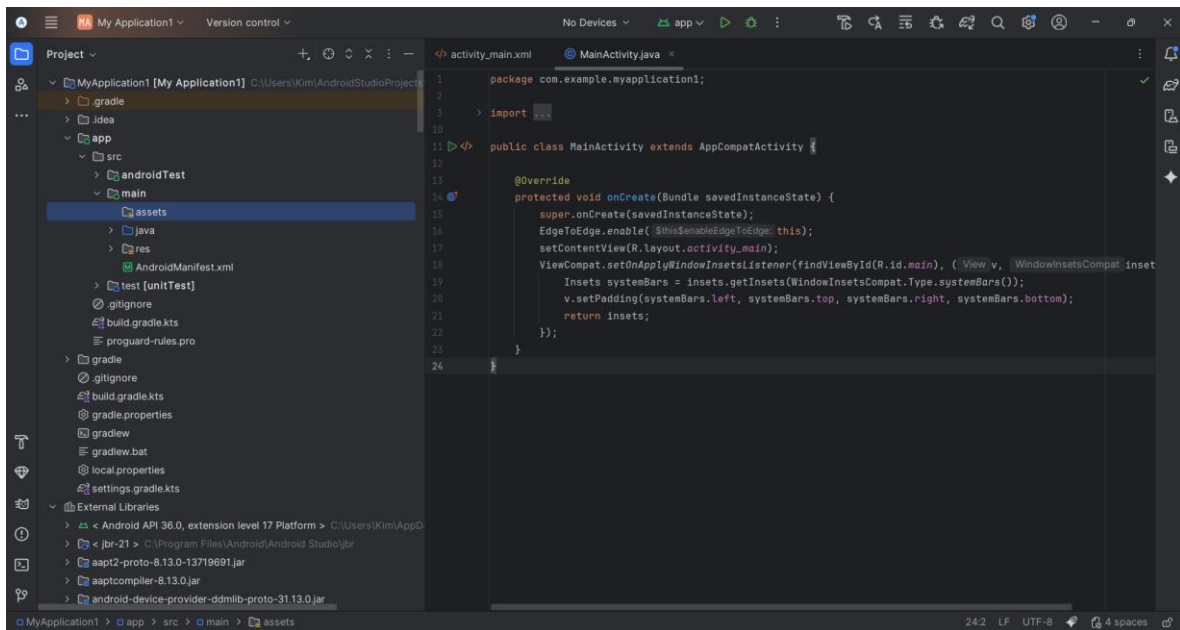 MA My Application1 Version control No Devices app
Project
activity_main.xml MainActivity.java
MyApplication1 [My Application1] C:\Users\Kim\AndroidStudioProjects
.gradle
.idea
app
src
androidTest
main
assets
java
res
AndroidManifest.xml
test [unitTest]
.gitignore
build.gradle.kts
proguard-rules.pro
gradle
.gitignore
build.gradle.kts
gradle.properties
gradlew
gradlew.bat
local.properties
settings.gradle.kts
External Libraries
< Android API 36.0, extension level 17 Platform > C:\Users\Kim\AppD
< jbr-21 > C:\Program Files\Android\Android Studio\jbr
aapt2-proto-8.13.0-13719691.jar
aaptcompiler-8.13.0.jar
android-device-provider-ddmlib-proto-31.13.0.jar
1 package com.example.myapplication1;
2
3 import ...
10
11 public class MainActivity extends AppCompatActivity {
12
13 @Override
14 protected void onCreate(Bundle savedInstanceState) {
15 super.onCreate(savedInstanceState);
16 EdgeToEdge.enable( $this$enableEdgeToEdge: this);
17 setContentView(R.layout.activity_main);
18 ViewCompat.setOnApplyWindowInsetsListener(findViewById(R.id.main), ( View v, WindowInsetsCompat inset
19 Insets systemBars = insets.getInsets(WindowInsetsCompat.Type.systemBars());
20 v.setPadding(systemBars.left, systemBars.top, systemBars.right, systemBars.bottom);
21 return insets;
22 });
23 }
24 }
MyApplication1 > app > src > main > assets 24:2 LF UTF-8 4 spaces